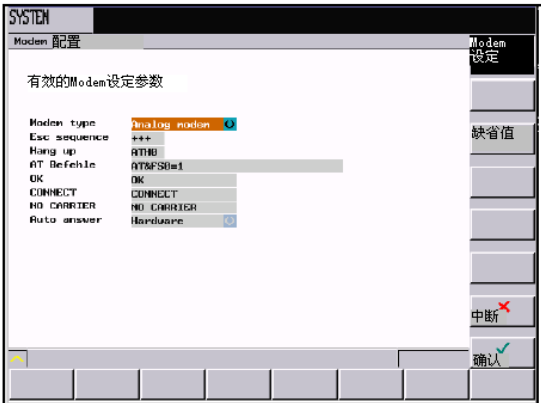 SYSTEM
Modem 配置
Modem
设定
有效的Modem设定参数
Modem type Analog modem
Esc sequence +++
缺省值
Hang up ATH0
AT Befehle AT&FS0=1
OK OK
CONNECT CONNECT
NO CARRIER NO CARRIER
Auto answer Hardware
中断
确认